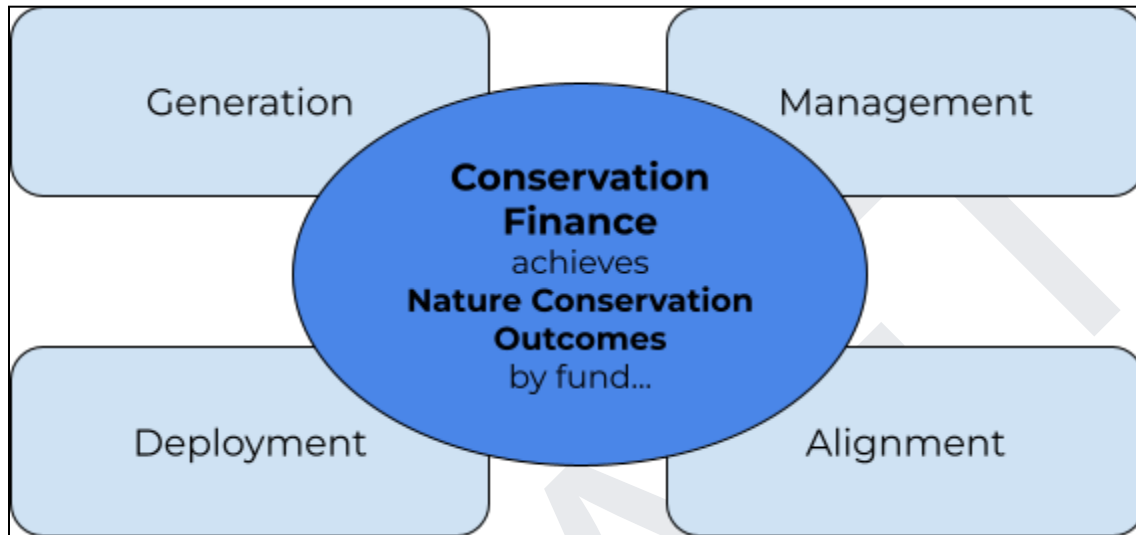 Generation
Management
Conservation
Finance
achieves
Nature Conservation
Outcomes
by fund...
Deployment
Alignment